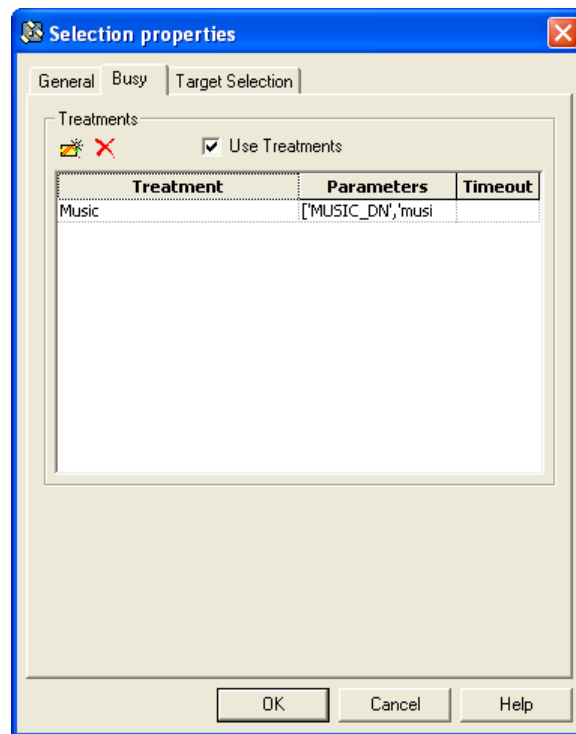 Selection properties
General Busy Target Selection
Treatments
Use Treatments
Treatment Parameters Timeout
Music ['MUSIC_DN','musi
OK Cancel Help